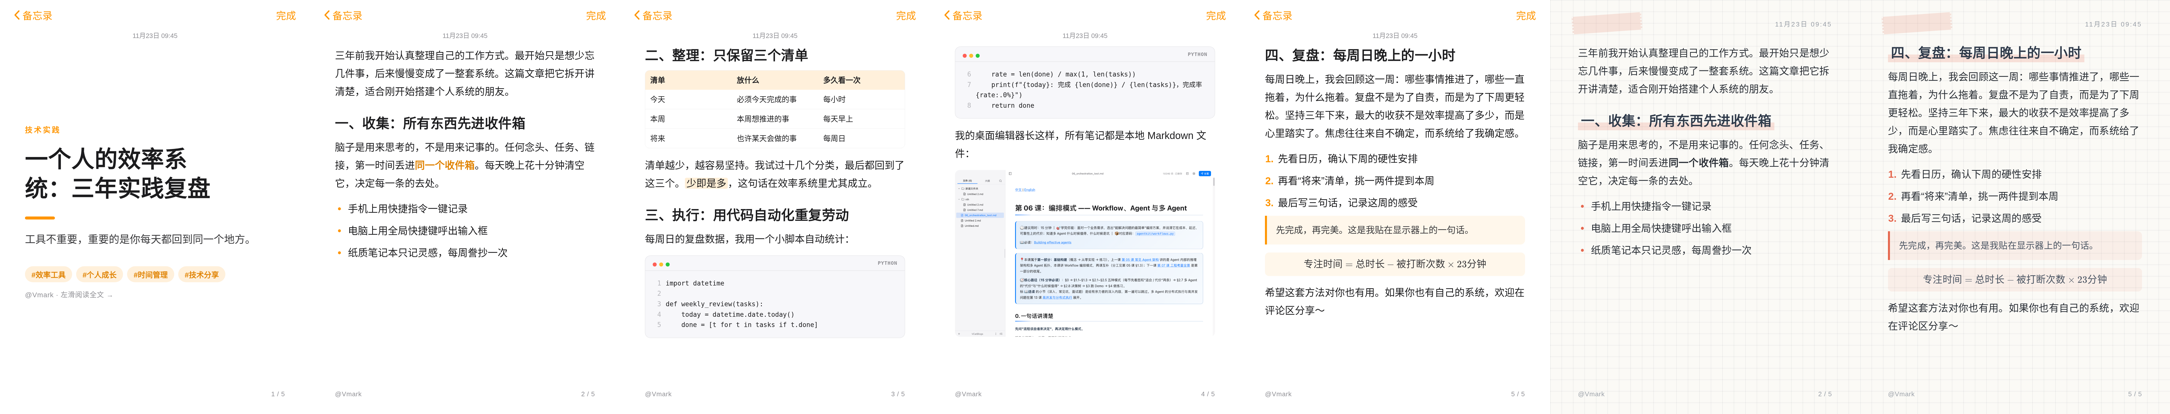 备忘录
完成
11月23日 09:45
技术实践
一个人的效率系
统：三年实践复盘
工具不重要，重要的是你每天都回到同一个地方。
#效率工具
#个人成长
#时间管理
#技术分享
@Vmark · 左滑阅读全文 →
1 / 5
备忘录
完成
11月23日 09:45
三年前我开始认真整理自己的工作方式。最开始只是想少忘
几件事，后来慢慢变成了一整套系统。这篇文章把它拆开讲
清楚，适合刚开始搭建个人系统的朋友。
一、收集：所有东西先进收件箱
脑子是用来思考的，不是用来记事的。任何念头、任务、链
接，第一时间丢进同一个收件箱。每天晚上花十分钟清空
它，决定每一条的去处。
• 手机上用快捷指令一键记录
• 电脑上用全局快捷键呼出输入框
• 纸质笔记本只记灵感，每周誊抄一次
@Vmark
2 / 5
备忘录
完成
11月23日 09:45
二、整理：只保留三个清单
清单 放什么 多久看一次
今天 必须今天完成的事 每小时
本周 本周想推进的事 每天早上
将来 也许某天会做的事 每周日
清单越少，越容易坚持。我试过十几个分类，最后都回到了
这三个。少即是多，这句话在效率系统里尤其成立。
三、执行：用代码自动化重复劳动
每周日的复盘数据，我用一个小脚本自动统计：
PYTHON
1 import datetime
2
3 def weekly_review(tasks):
4     today = datetime.date.today()
5     done = [t for t in tasks if t.done]
@Vmark
3 / 5
备忘录
完成
11月23日 09:45
PYTHON
6     rate = len(done) / max(1, len(tasks))
7     print(f"{today}: 完成 {len(done)} / {len(tasks)}，完成率
{rate:.0%}")
8     return done
我的桌面编辑器长这样，所有笔记都是本地 Markdown 文
件：
第 06 课：编排模式 —— Workflow、Agent 与多 Agent
0. 一句话讲清楚
@Vmark
4 / 5
备忘录
完成
11月23日 09:45
四、复盘：每周日晚上的一小时
每周日晚上，我会回顾这一周：哪些事情推进了，哪些一直
拖着，为什么拖着。复盘不是为了自责，而是为了下周更轻
松。坚持三年下来，最大的收获不是效率提高了多少，而是
心里踏实了。焦虑往往来自不确定，而系统给了我确定感。
1. 先看日历，确认下周的硬性安排
2. 再看“将来”清单，挑一两件提到本周
3. 最后写三句话，记录这周的感受
先完成，再完美。这是我贴在显示器上的一句话。
专注时间 = 总时长 − 被打断次数 × 23分钟
希望这套方法对你也有用。如果你也有自己的系统，欢迎在
评论区分享～
@Vmark
5 / 5
11月23日 09:45
三年前我开始认真整理自己的工作方式。最开始只是想少
忘几件事，后来慢慢变成了一整套系统。这篇文章把它拆
开讲清楚，适合刚开始搭建个人系统的朋友。
一、收集：所有东西先进收件箱
脑子是用来思考的，不是用来记事的。任何念头、任务、
链接，第一时间丢进同一个收件箱。每天晚上花十分钟清
空它，决定每一条的去处。
• 手机上用快捷指令一键记录
• 电脑上用全局快捷键呼出输入框
• 纸质笔记本只记灵感，每周誊抄一次
@Vmark
2 / 5
11月23日 09:45
四、复盘：每周日晚上的一小时
每周日晚上，我会回顾这一周：哪些事情推进了，哪些一
直拖着，为什么拖着。复盘不是为了自责，而是为了下周
更轻松。坚持三年下来，最大的收获不是效率提高了多
少，而是心里踏实了。焦虑往往来自不确定，而系统给了
我确定感。
1. 先看日历，确认下周的硬性安排
2. 再看“将来”清单，挑一两件提到本周
3. 最后写三句话，记录这周的感受
先完成，再完美。这是我贴在显示器上的一句话。
专注时间 = 总时长 − 被打断次数 × 23分钟
希望这套方法对你也有用。如果你也有自己的系统，欢迎
在评论区分享～
@Vmark
5 / 5